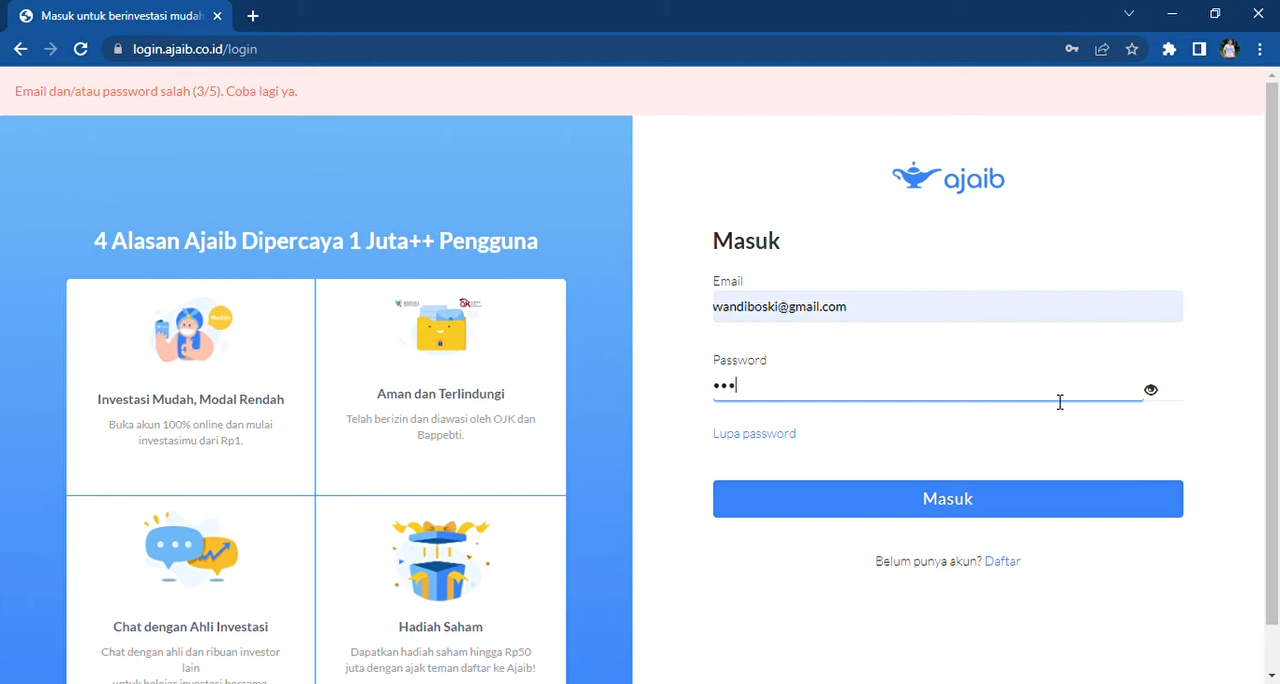 Masuk untuk berinvestasi mudah
login.ajaib.co.id/login
Email dan/atau password salah (3/5). Coba lagi ya.
4 Alasan Ajaib Dipercaya 1 Juta++ Pengguna
Investasi Mudah, Modal Rendah
Buka akun 100% online dan mulai
investasimu dari Rp1.
Aman dan Terlindungi
Telah berizin dan diawasi oleh OJK dan
Bappebti.
Chat dengan Ahli Investasi
Chat dengan ahli dan ribuan investor
lain
untuk belajar investasi bersama
Hadiah Saham
Dapatkan hadiah saham hingga Rp50
juta dengan ajak teman daftar ke Ajaib!
ajaib
Masuk
Email
wandiboski@gmail.com
Password
•••
Lupa password
Masuk
Belum punya akun? Daftar